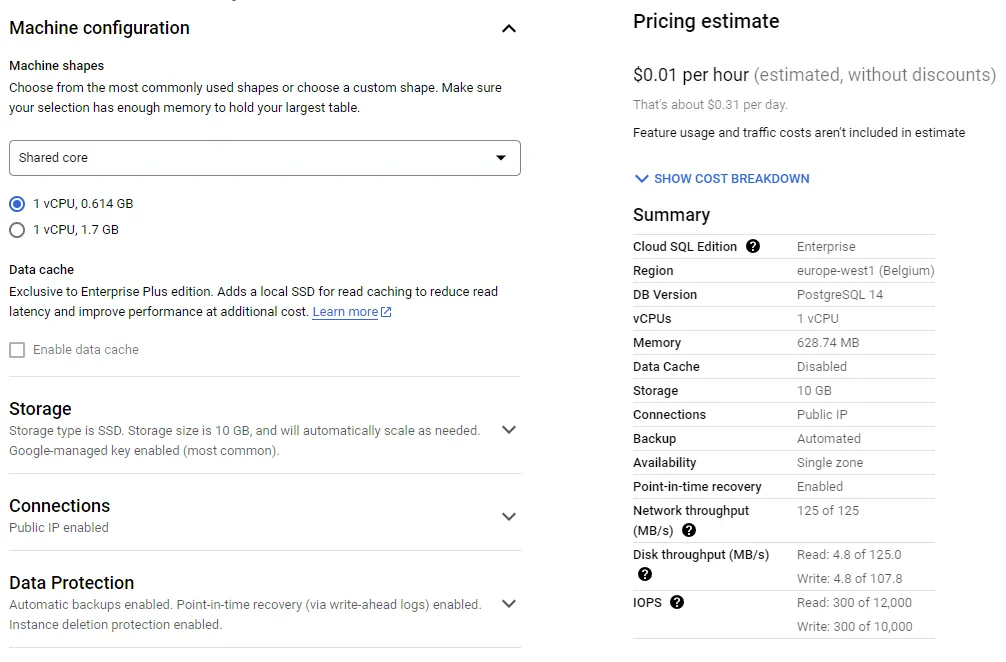 Machine configuration
Machine shapes
Choose from the most commonly used shapes or choose a custom shape. Make sure
your selection has enough memory to hold your largest table.
Shared core
1 vCPU, 0.614 GB
1 vCPU, 1.7 GB
Data cache
Exclusive to Enterprise Plus edition. Adds a local SSD for read caching to reduce read
latency and improve performance at additional cost. Learn more
Enable data cache
Storage
Storage type is SSD. Storage size is 10 GB, and will automatically scale as needed.
Google-managed key enabled (most common).
Connections
Public IP enabled
Data Protection
Automatic backups enabled. Point-in-time recovery (via write-ahead logs) enabled.
Instance deletion protection enabled.
Pricing estimate
$0.01 per hour (estimated, without discounts)
That's about $0.31 per day.
Feature usage and traffic costs aren't included in estimate
SHOW COST BREAKDOWN
Summary
Cloud SQL Edition ? Enterprise
Region europe-west1 (Belgium)
DB Version PostgreSQL 14
vCPUs 1 vCPU
Memory 628.74 MB
Data Cache Disabled
Storage 10 GB
Connections Public IP
Backup Automated
Availability Single zone
Point-in-time recovery Enabled
Network throughput 125 of 125
(MB/s) ?
Disk throughput (MB/s) Read: 4.8 of 125.0
? Write: 4.8 of 107.8
IOPS ? Read: 300 of 12,000
Write: 300 of 10,000